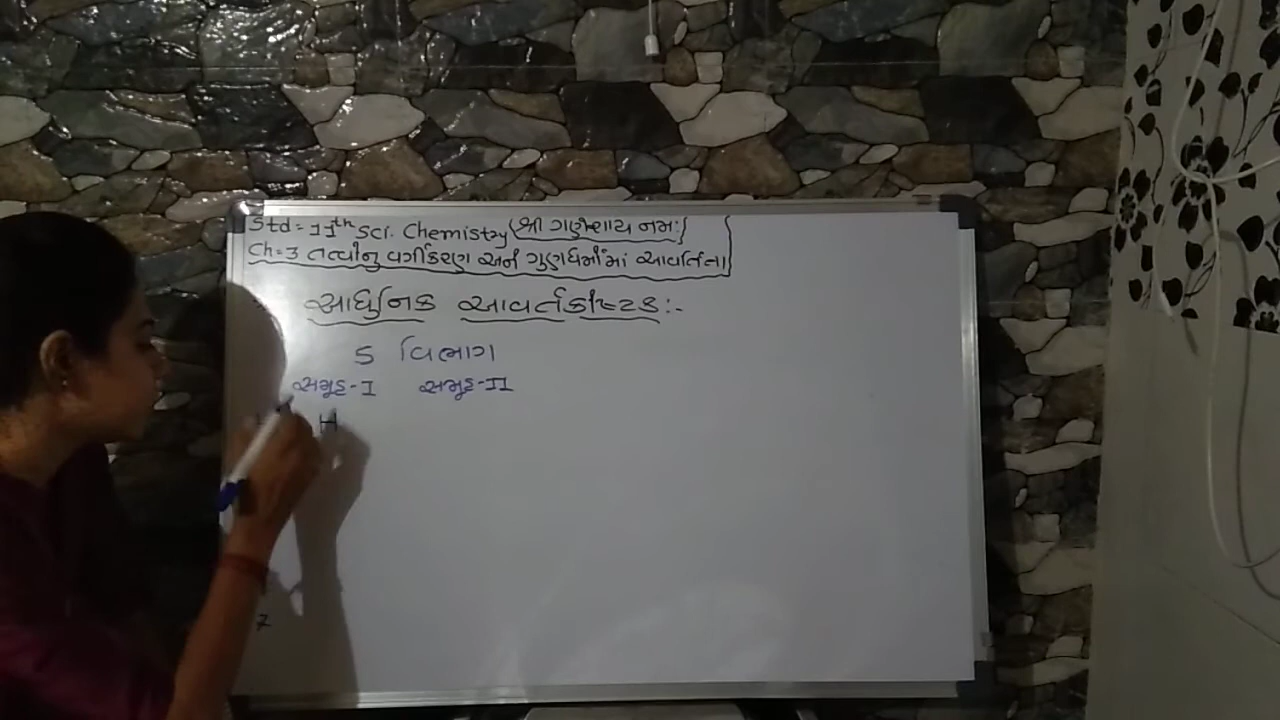 Std = 11th Sci. Chemistry (શ્રી ગણેશાય નમઃ)
Ch=3 તત્વોનુ વર્ગીકરણ અને ગુણધર્મોમાં આવર્તિતા
આધુનિક આવર્તકોષ્ટક :-
S વિભાગ
સમૂહ-I સમૂહ-II
H
7